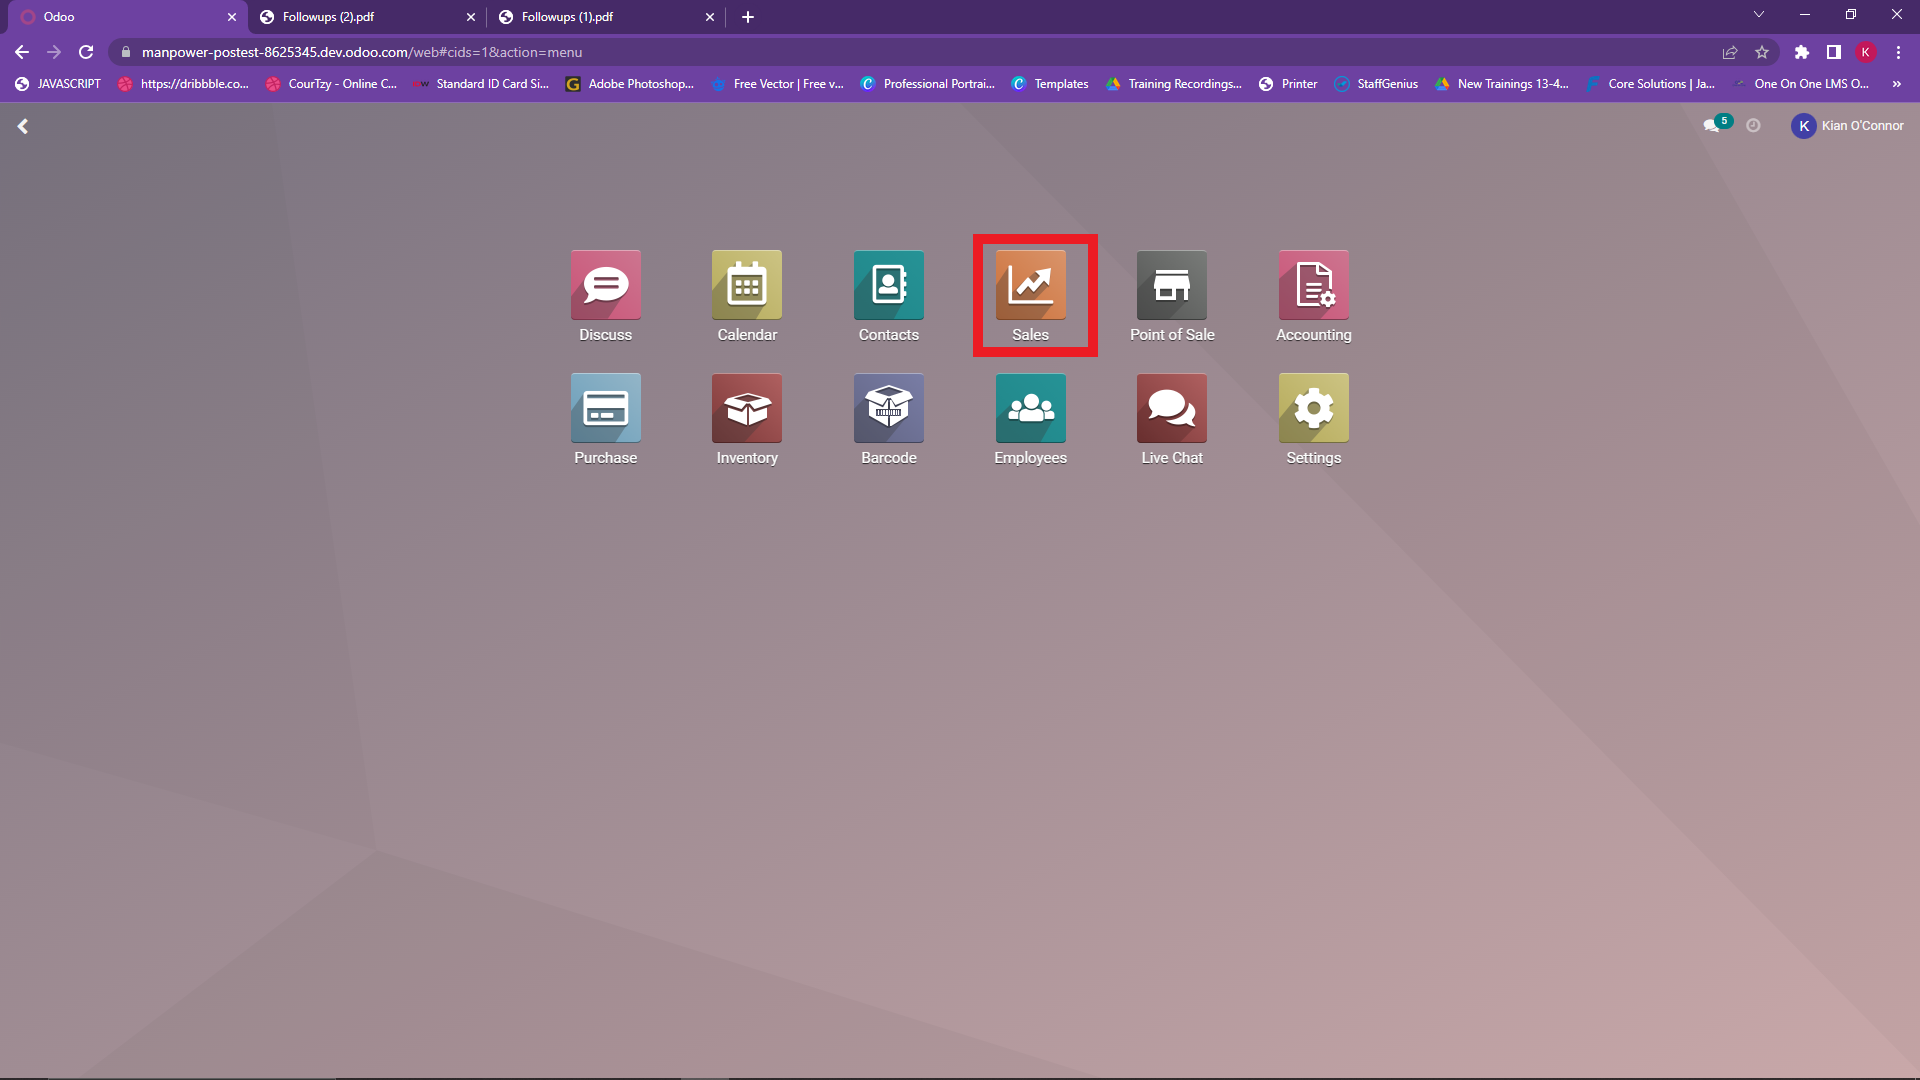 Odoo
Followups (2).pdf
Followups (1).pdf
manpower-postest-8625345.dev.odoo.com/web#cids=1&action=menu
K
JAVASCRIPT
https://dribbble.co...
CourTzy - Online C...
Standard ID Card Si...
G
Adobe Photoshop...
Free Vector | Free v...
C
Professional Portrai...
C
Templates
Training Recordings...
Printer
StaffGenius
New Trainings 13-4...
Core Solutions | Ja...
One On One LMS O...
»
5
K
Kian O'Connor
Discuss
Calendar
Contacts
Sales
Point of Sale
Accounting
Purchase
Inventory
Barcode
Employees
Live Chat
Settings